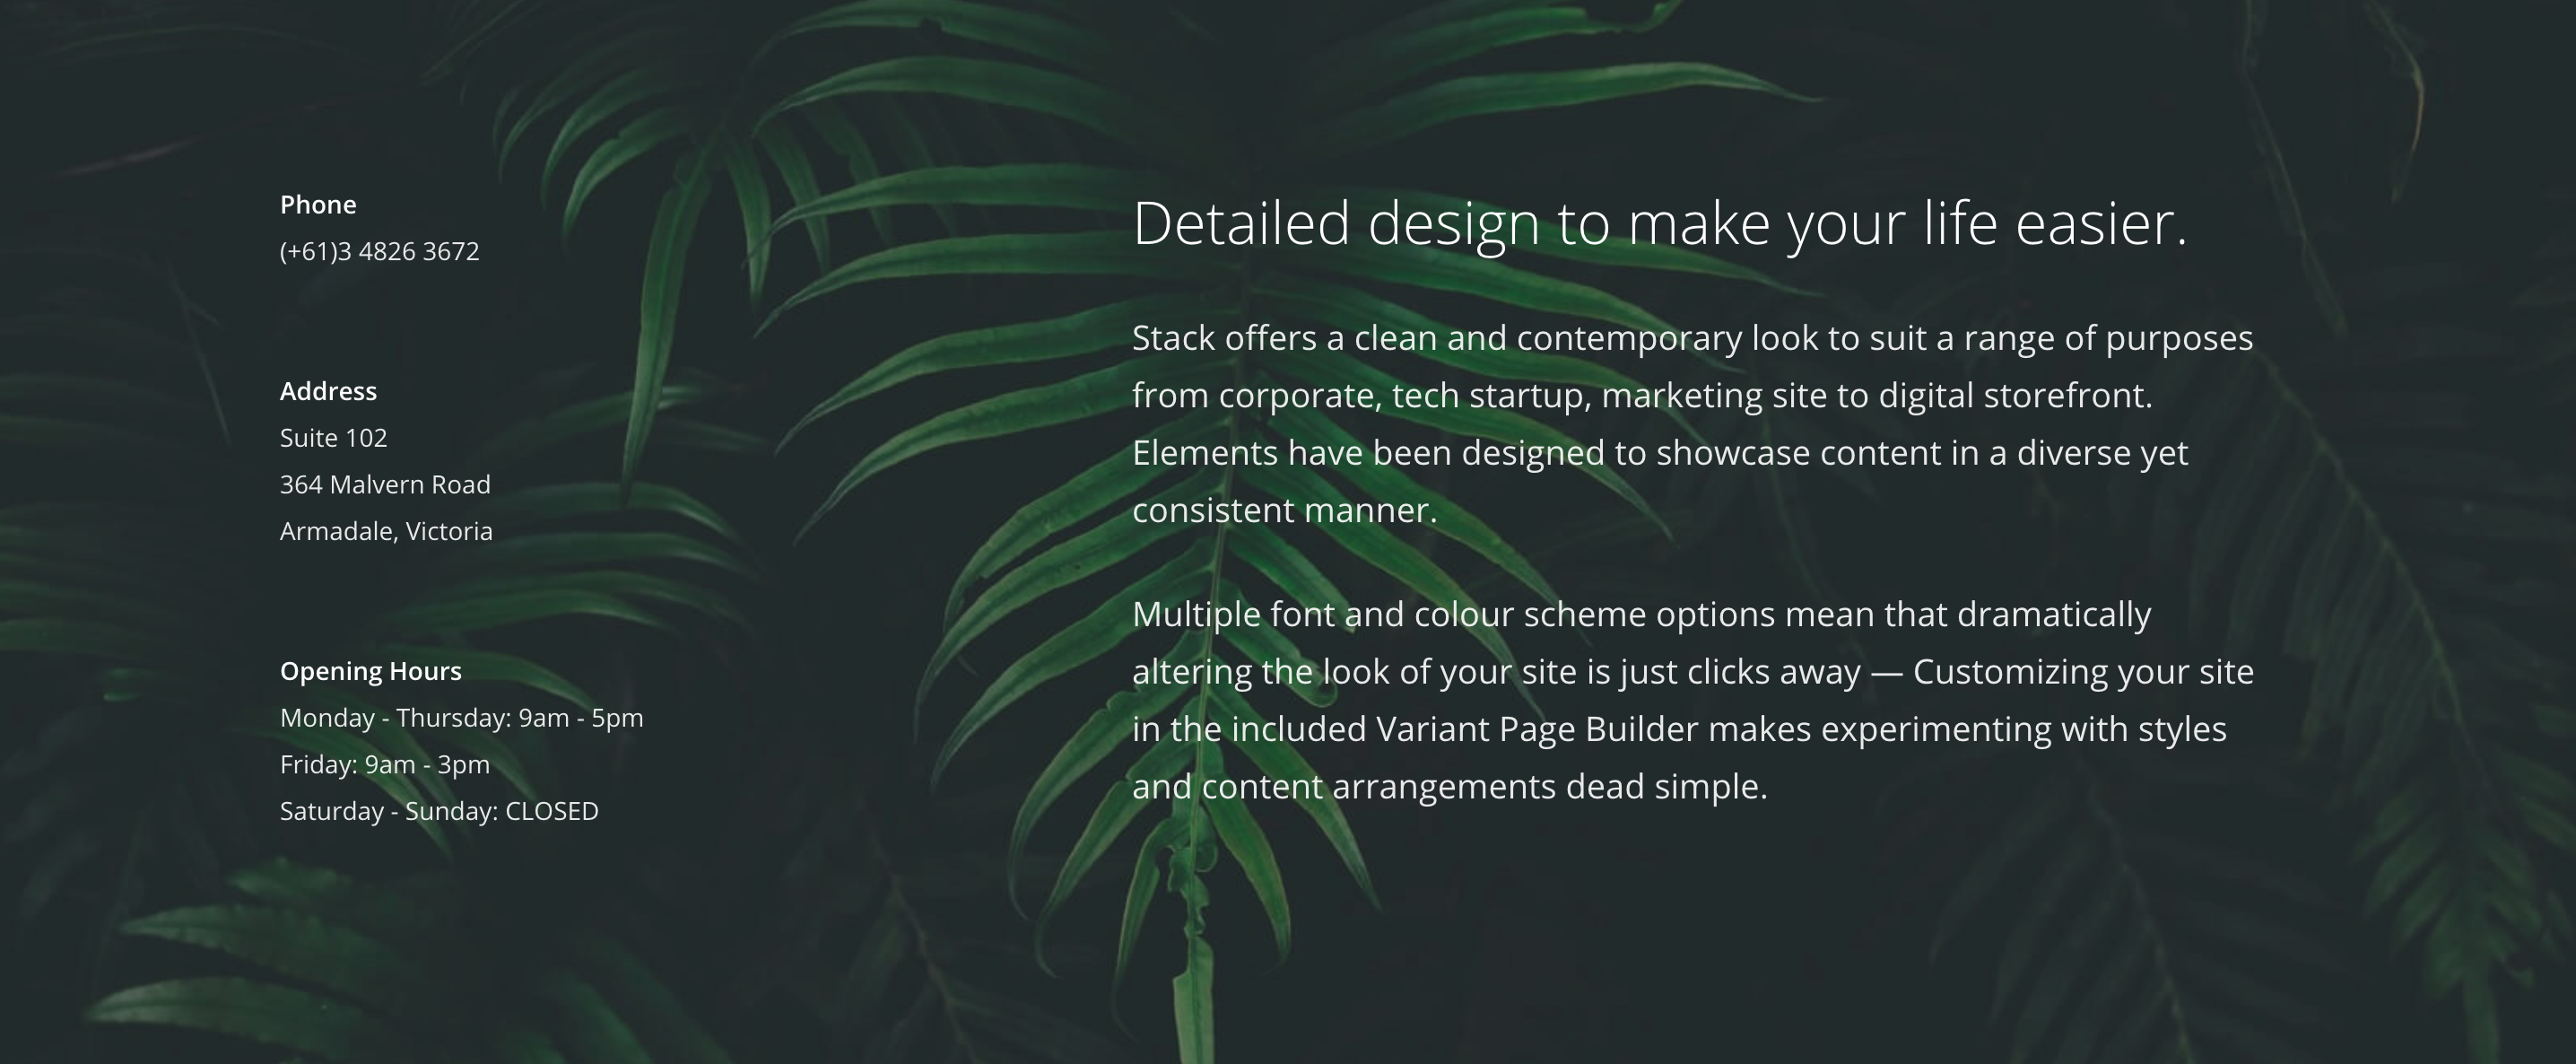 Phone
(+61)3 4826 3672
Address
Suite 102
364 Malvern Road
Armadale, Victoria
Opening Hours
Monday - Thursday: 9am - 5pm
Friday: 9am - 3pm
Saturday - Sunday: CLOSED
Detailed design to make your life easier.
Stack offers a clean and contemporary look to suit a range of purposes
from corporate, tech startup, marketing site to digital storefront.
Elements have been designed to showcase content in a diverse yet
consistent manner.
Multiple font and colour scheme options mean that dramatically
altering the look of your site is just clicks away — Customizing your site
in the included Variant Page Builder makes experimenting with styles
and content arrangements dead simple.